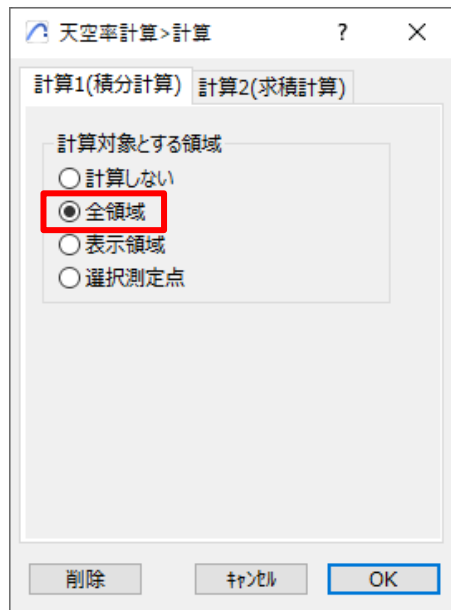 天空率計算>計算 ?
計算1(積分計算) 計算2(求積計算)
計算対象とする領域
計算しない
全領域
表示領域
選択測定点
削除 ｷｬﾝｾﾙ OK